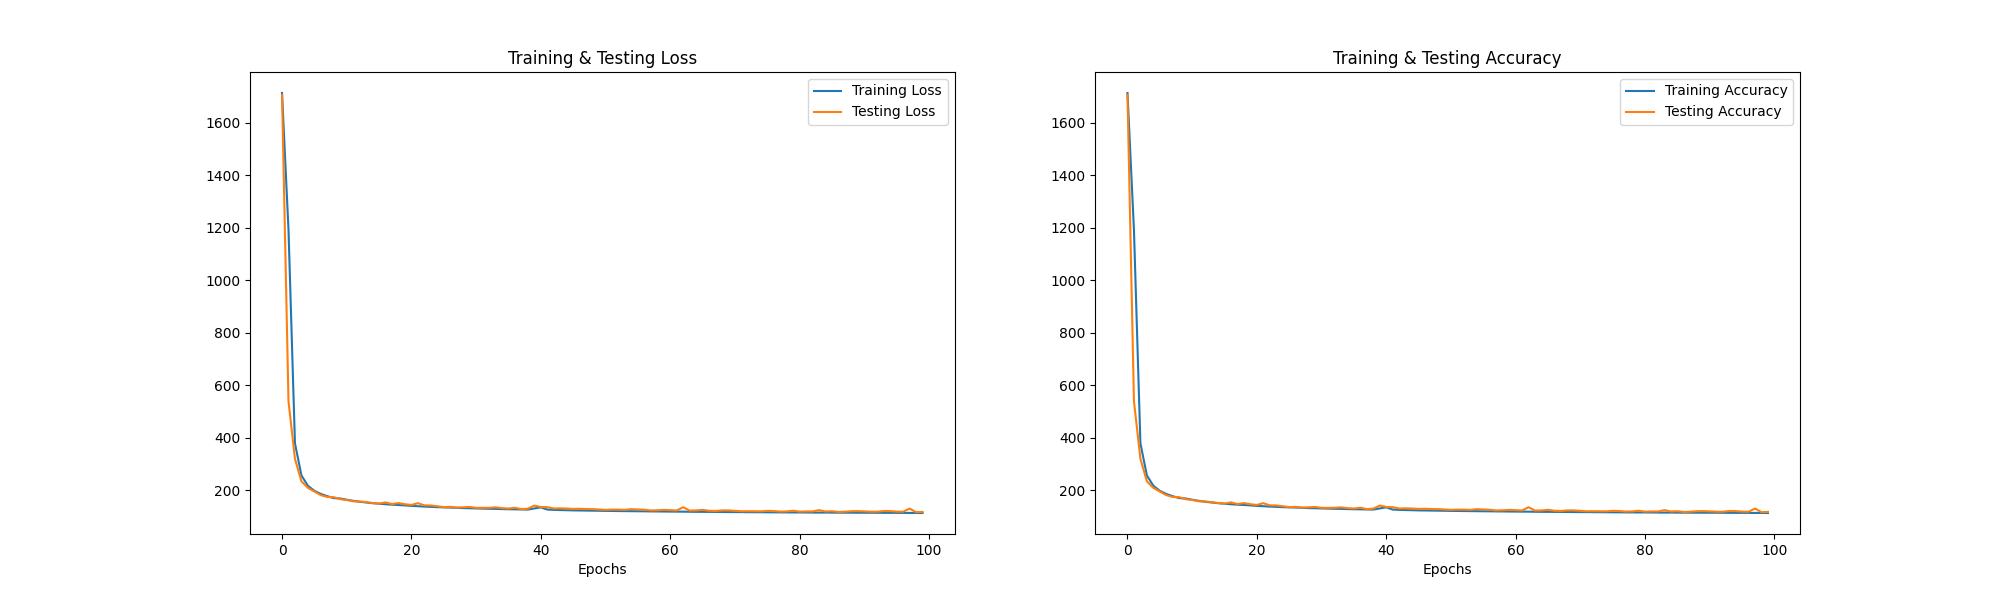 Training & Testing Loss
Training Loss
Testing Loss
1600
1400
1200
1000
800
600
400
200
0 20 40 60 80 100
Epochs
Training & Testing Accuracy
Training Accuracy
Testing Accuracy
1600
1400
1200
1000
800
600
400
200
0 20 40 60 80 100
Epochs